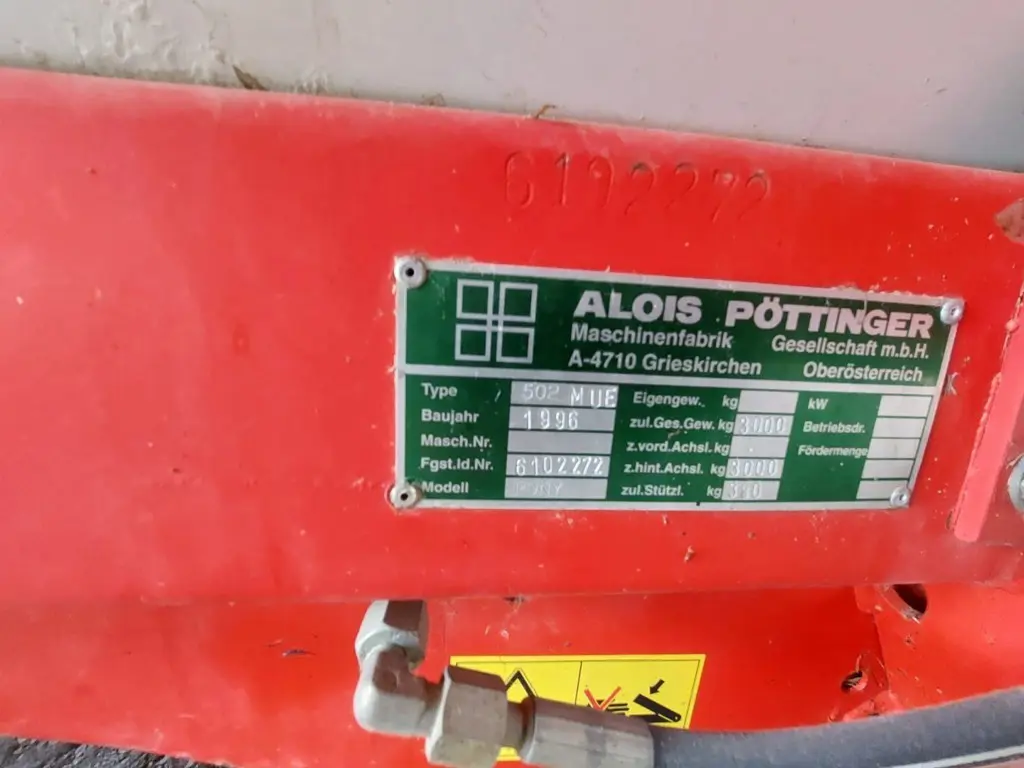 6192272
ALOIS PÖTTINGER
Maschinenfabrik Gesellschaft m.b.H.
A-4710 Grieskirchen Oberösterreich
Type 502 MUE Eigengew. kg kW
Baujahr 1996 zul.Ges.Gew. kg 3000 Betriebsdr.
Masch.Nr. z.vord.Achsl. kg Fördermenge
Fgst.Id.Nr. 6102272 z.hint.Achsl. kg 3000
Modell zul.Stützl. kg